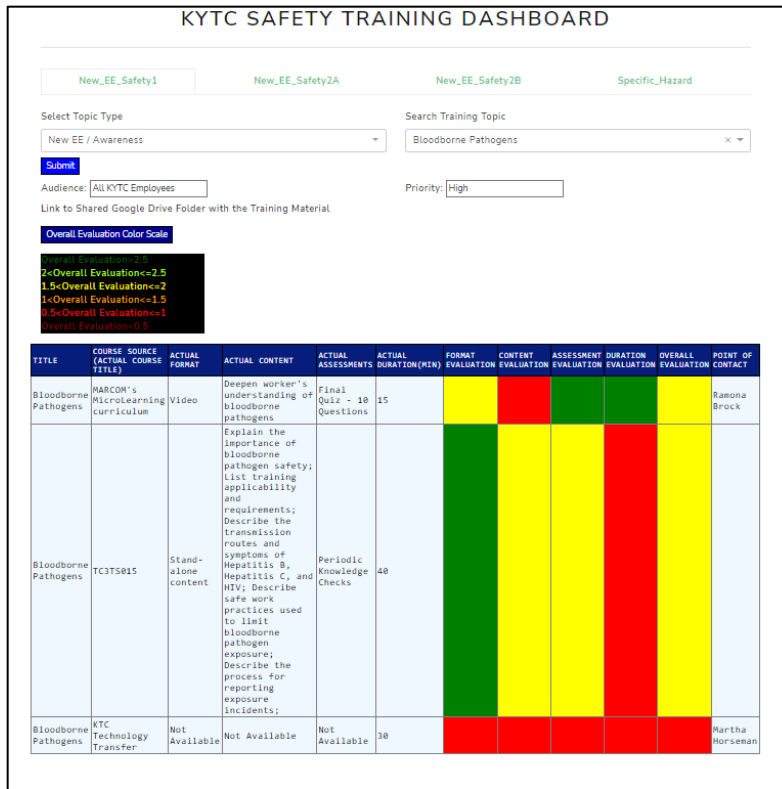 KYTC SAFETY TRAINING DASHBOARD
New_EE_Safety1
New_EE_Safety2A
New_EE_Safety2B
Specific_Hazard
Select Topic Type
Search Training Topic
New EE / Awareness
Bloodborne Pathogens × 
Submit
Audience: All KYTC Employees
Priority: High
Link to Shared Google Drive Folder with the Training Material
Overall Evaluation Color Scale
Overall Evaluation>2.5
2<Overall Evaluation<=2.5
1.5<Overall Evaluation<=2
1<Overall Evaluation<=1.5
0.5<Overall Evaluation<=1
Overall Evaluation<0.5
TITLE
COURSE SOURCE
(ACTUAL COURSE
TITLE)
ACTUAL
FORMAT
ACTUAL CONTENT
ACTUAL
ASSESSMENTS
ACTUAL
DURATION(MIN)
FORMAT
EVALUATION
CONTENT
EVALUATION
ASSESSMENT
EVALUATION
DURATION
EVALUATION
OVERALL
EVALUATION
POINT OF
CONTACT
Bloodborne
Pathogens
MARCOM's
MicroLearning
curriculum
Video
Deepen worker's
understanding of
bloodborne
pathogens
Final
Quiz - 10
Questions
15
Ramona
Brock
Bloodborne
Pathogens
TC3TS015
Stand-
alone
content
Explain the
importance of
bloodborne
pathogen safety;
List training
applicability
and
requirements;
Describe the
transmission
routes and
symptoms of
Hepatitis B,
Hepatitis C, and
HIV; Describe
safe work
practices used
to limit
bloodborne
pathogen
exposure;
Describe the
process for
reporting
exposure
incidents;
Periodic
Knowledge
Checks
40
Bloodborne
Pathogens
KTC
Technology
Transfer
Not
Available
Not Available
Not
Available
30
Martha
Horseman